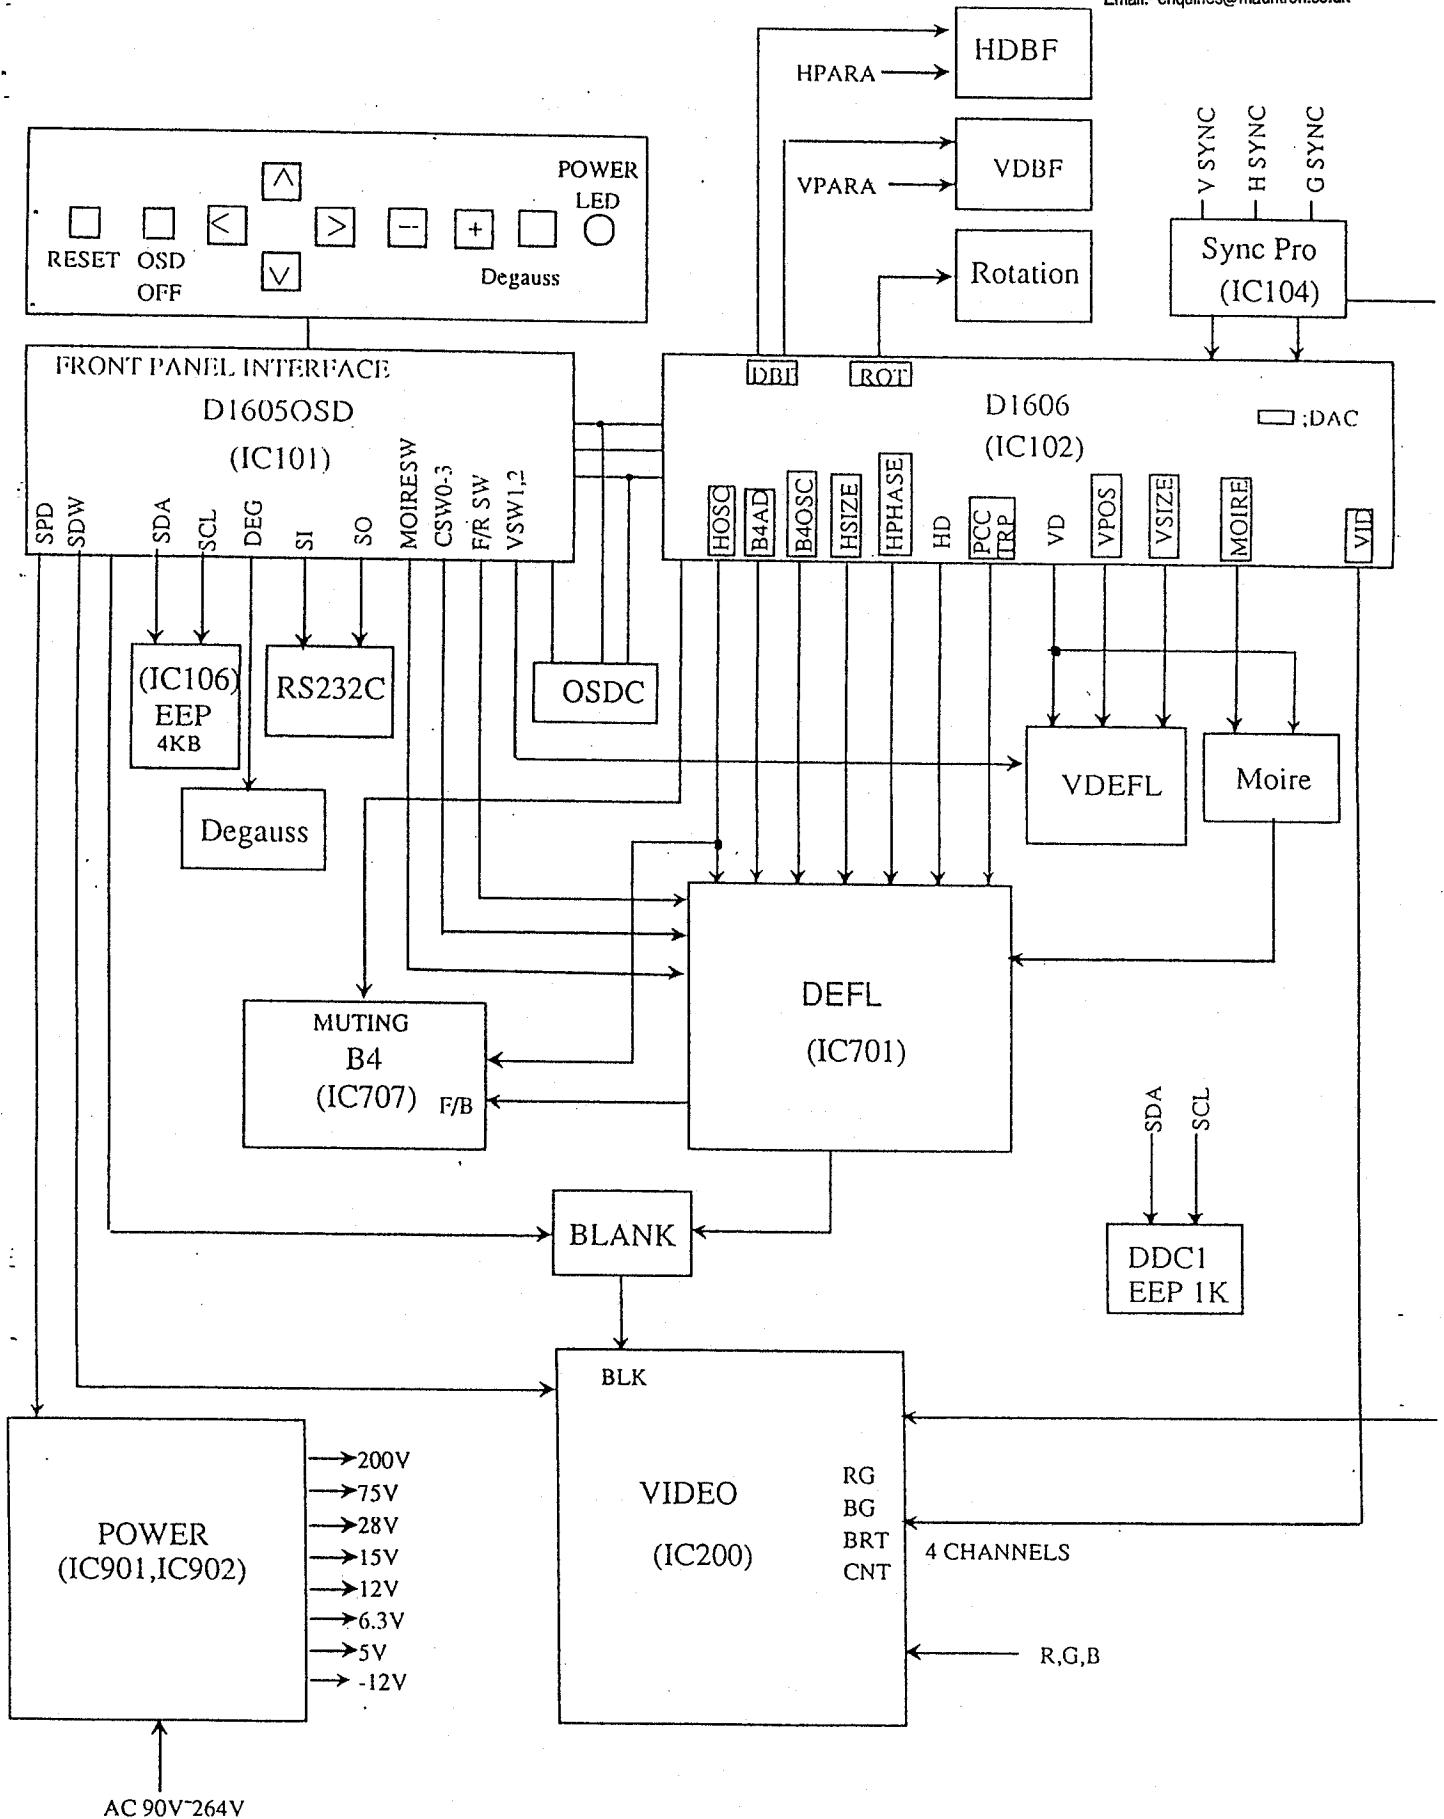 HDBF
HPARA
VDBF
VPARA
Rotation
V SYNC
H SYNC
G SYNC
Sync Pro
(IC104)
POWER
LED
<
>
--
+
RESET
OSD
OFF
Degauss
FRONT PANEL INTERFACE
D1605OSD
(IC101)
SPD
SDW
SDA
SCL
DEG
SI
SO
MOIRESW
CSW0-3
F/R SW
VSW1,2
ROT
D1606
(IC102)
;DAC
HOSC
B4AD
B4OSC
HSIZE
HPHASE
HD
PCC
TRP
VD
VPOS
VSIZE
MOIRE
VID
(IC106)
EEP
4KB
RS232C
OSDC
Degauss
VDEFL
Moire
DEFL
(IC701)
MUTING
B4
(IC707)
F/B
SDA
SCL
DDC1
EEP 1K
BLANK
BLK
VIDEO
(IC200)
RG
BG
BRT
CNT
4 CHANNELS
R,G,B
POWER
(IC901,IC902)
200V
75V
28V
15V
12V
6.3V
5V
-12V
AC 90V~264V